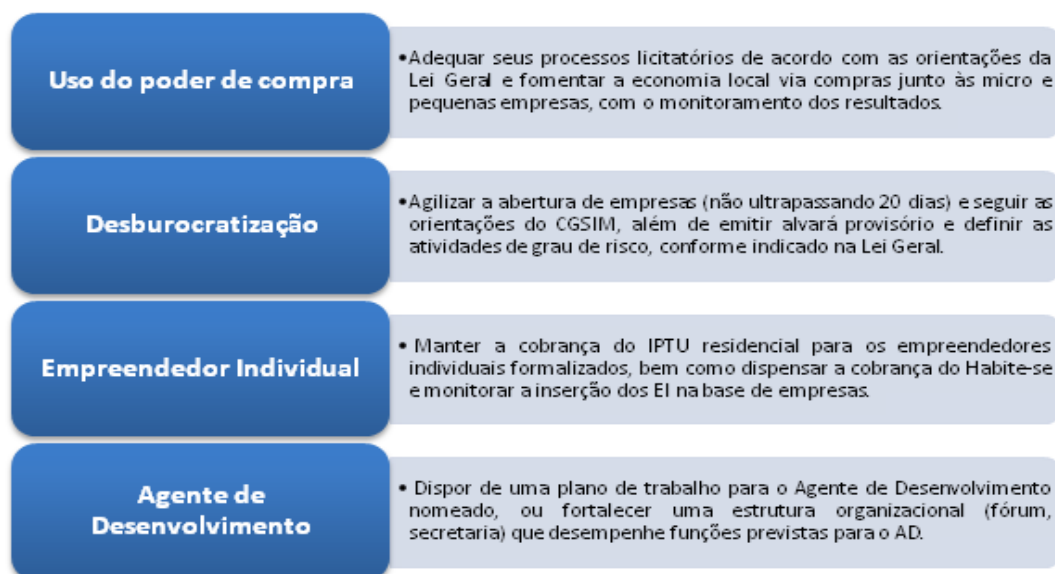 Uso do poder de compra
•Adequar seus processos licitatórios de acordo com as orientações da
Lei Geral e fomentar a economia local via compras junto às micro e
pequenas empresas, com o monitoramento dos resultados.
Desburocratização
•Agilizar a abertura de empresas (não ultrapassando 20 dias) e seguir as
orientações do CGSIM, além de emitir alvará provisório e definir as
atividades de grau de risco, conforme indicado na Lei Geral.
Empreendedor Individual
• Manter a cobrança do IPTU residencial para os empreendedores
individuais formalizados, bem como dispensar a cobrança do Habite-se
e monitorar a inserção dos EI na base de empresas.
Agente de
Desenvolvimento
• Dispor de uma plano de trabalho para o Agente de Desenvolvimento
nomeado, ou fortalecer uma estrutura organizacional (fórum,
secretaria) que desempenhe funções previstas para o AD.